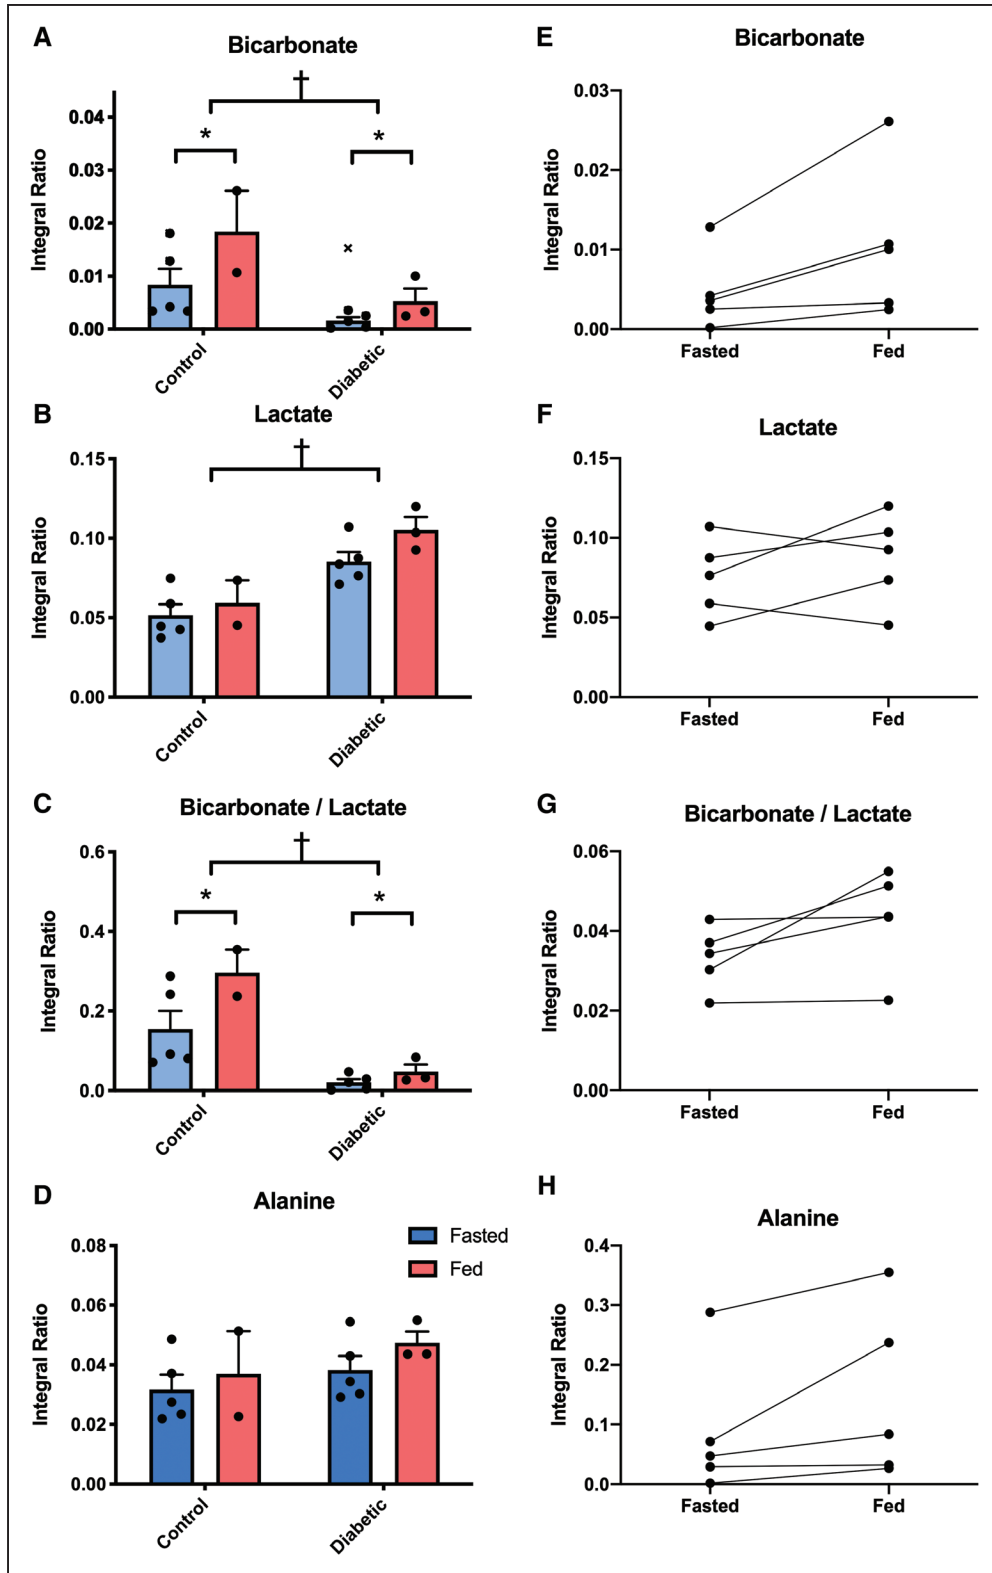 A
Bicarbonate
†
*
*
Integral Ratio
0.04
0.03
0.02
0.01
0.00
×
Control
Diabetic
E
Bicarbonate
Integral Ratio
0.03
0.02
0.01
0.00
Fasted
Fed
B
Lactate
†
Integral Ratio
0.15
0.10
0.05
0.00
Control
Diabetic
F
Lactate
Integral Ratio
0.15
0.10
0.05
0.00
Fasted
Fed
C
Bicarbonate / Lactate
†
*
*
Integral Ratio
0.6
0.4
0.2
0.0
Control
Diabetic
G
Bicarbonate / Lactate
Integral Ratio
0.06
0.04
0.02
0.00
Fasted
Fed
D
Alanine
Fasted
Fed
Integral Ratio
0.08
0.06
0.04
0.02
0.00
Control
Diabetic
H
Alanine
Integral Ratio
0.4
0.3
0.2
0.1
0.0
Fasted
Fed